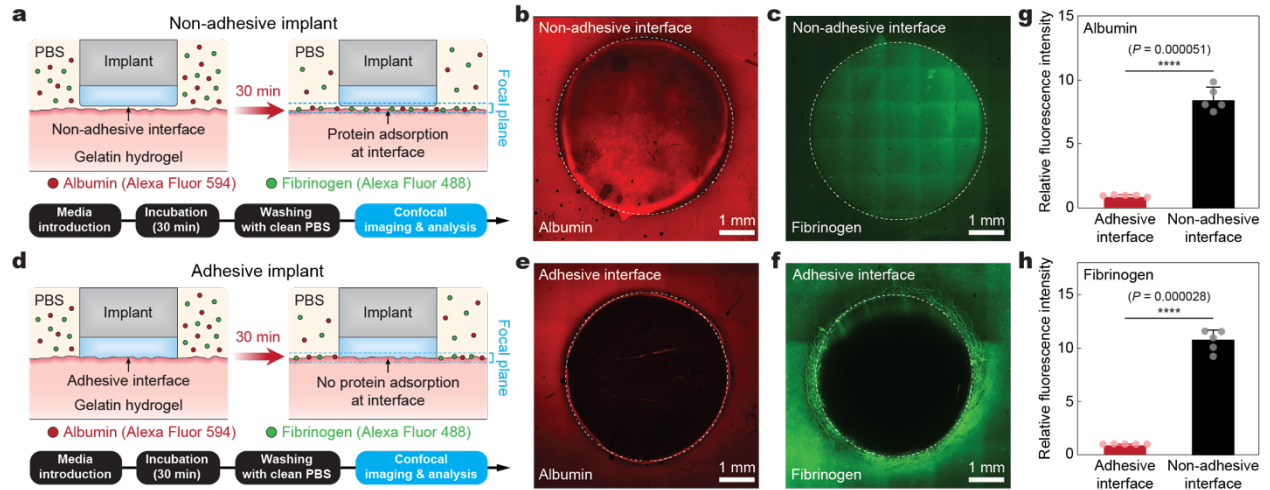 a
Non-adhesive implant
PBS
Implant
Non-adhesive interface
Gelatin hydrogel
30 min
Implant
Protein adsorption
at interface
Focal plane
Albumin (Alexa Fluor 594)
Fibrinogen (Alexa Fluor 488)
Media
introduction
Incubation
(30 min)
Washing
with clean PBS
Confocal
imaging & analysis
b
Non-adhesive interface
Albumin
1 mm
c
Non-adhesive interface
Fibrinogen
1 mm
d
Adhesive implant
PBS
Implant
Adhesive interface
Gelatin hydrogel
30 min
Implant
No protein adsorption
at interface
Focal plane
Albumin (Alexa Fluor 594)
Fibrinogen (Alexa Fluor 488)
Media
introduction
Incubation
(30 min)
Washing
with clean PBS
Confocal
imaging & analysis
e
Adhesive interface
Albumin
1 mm
f
Adhesive interface
Fibrinogen
1 mm
g
Relative fluorescence intensity
15
10
5
0
Albumin
(P = 0.000051)
****
Adhesive
interface
Non-adhesive
interface
h
Relative fluorescence intensity
15
10
5
0
Fibrinogen
(P = 0.000028)
****
Adhesive
interface
Non-adhesive
interface